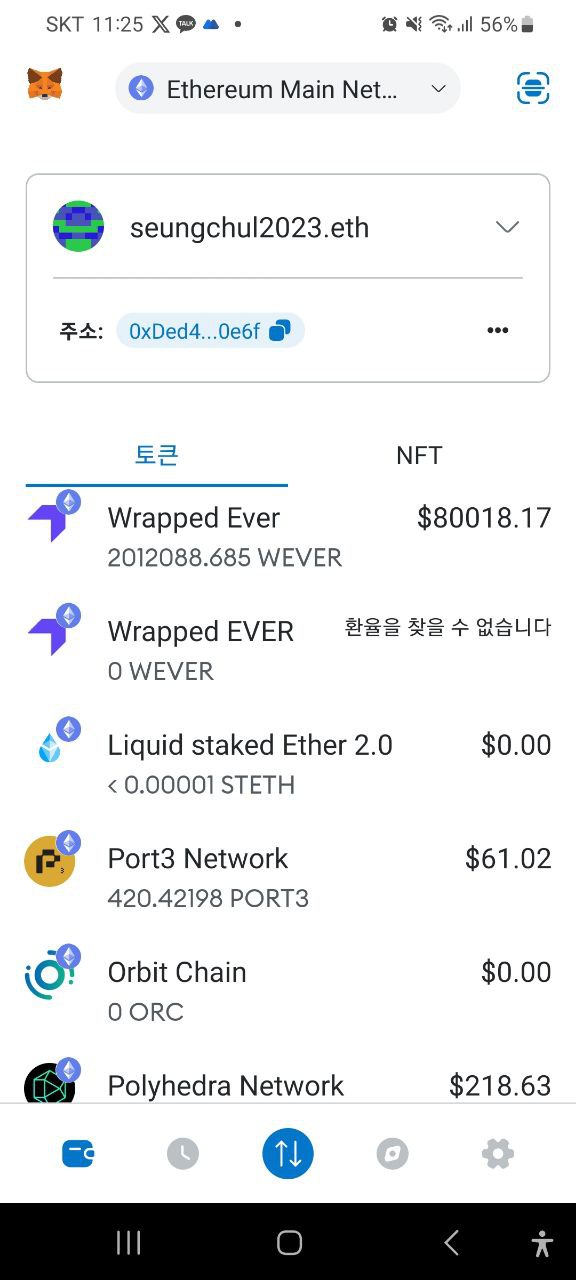 SKT 11:25 TALK 56%
Ethereum Main Net...
seungchul2023.eth
주소: 0xDed4...0e6f
토큰 NFT
Wrapped Ever $80018.17
2012088.685 WEVER
Wrapped EVER 환율을 찾을 수 없습니다
0 WEVER
Liquid staked Ether 2.0 $0.00
< 0.00001 STETH
Port3 Network $61.02
420.42198 PORT3
Orbit Chain $0.00
0 ORC
Polyhedra Network $218.63